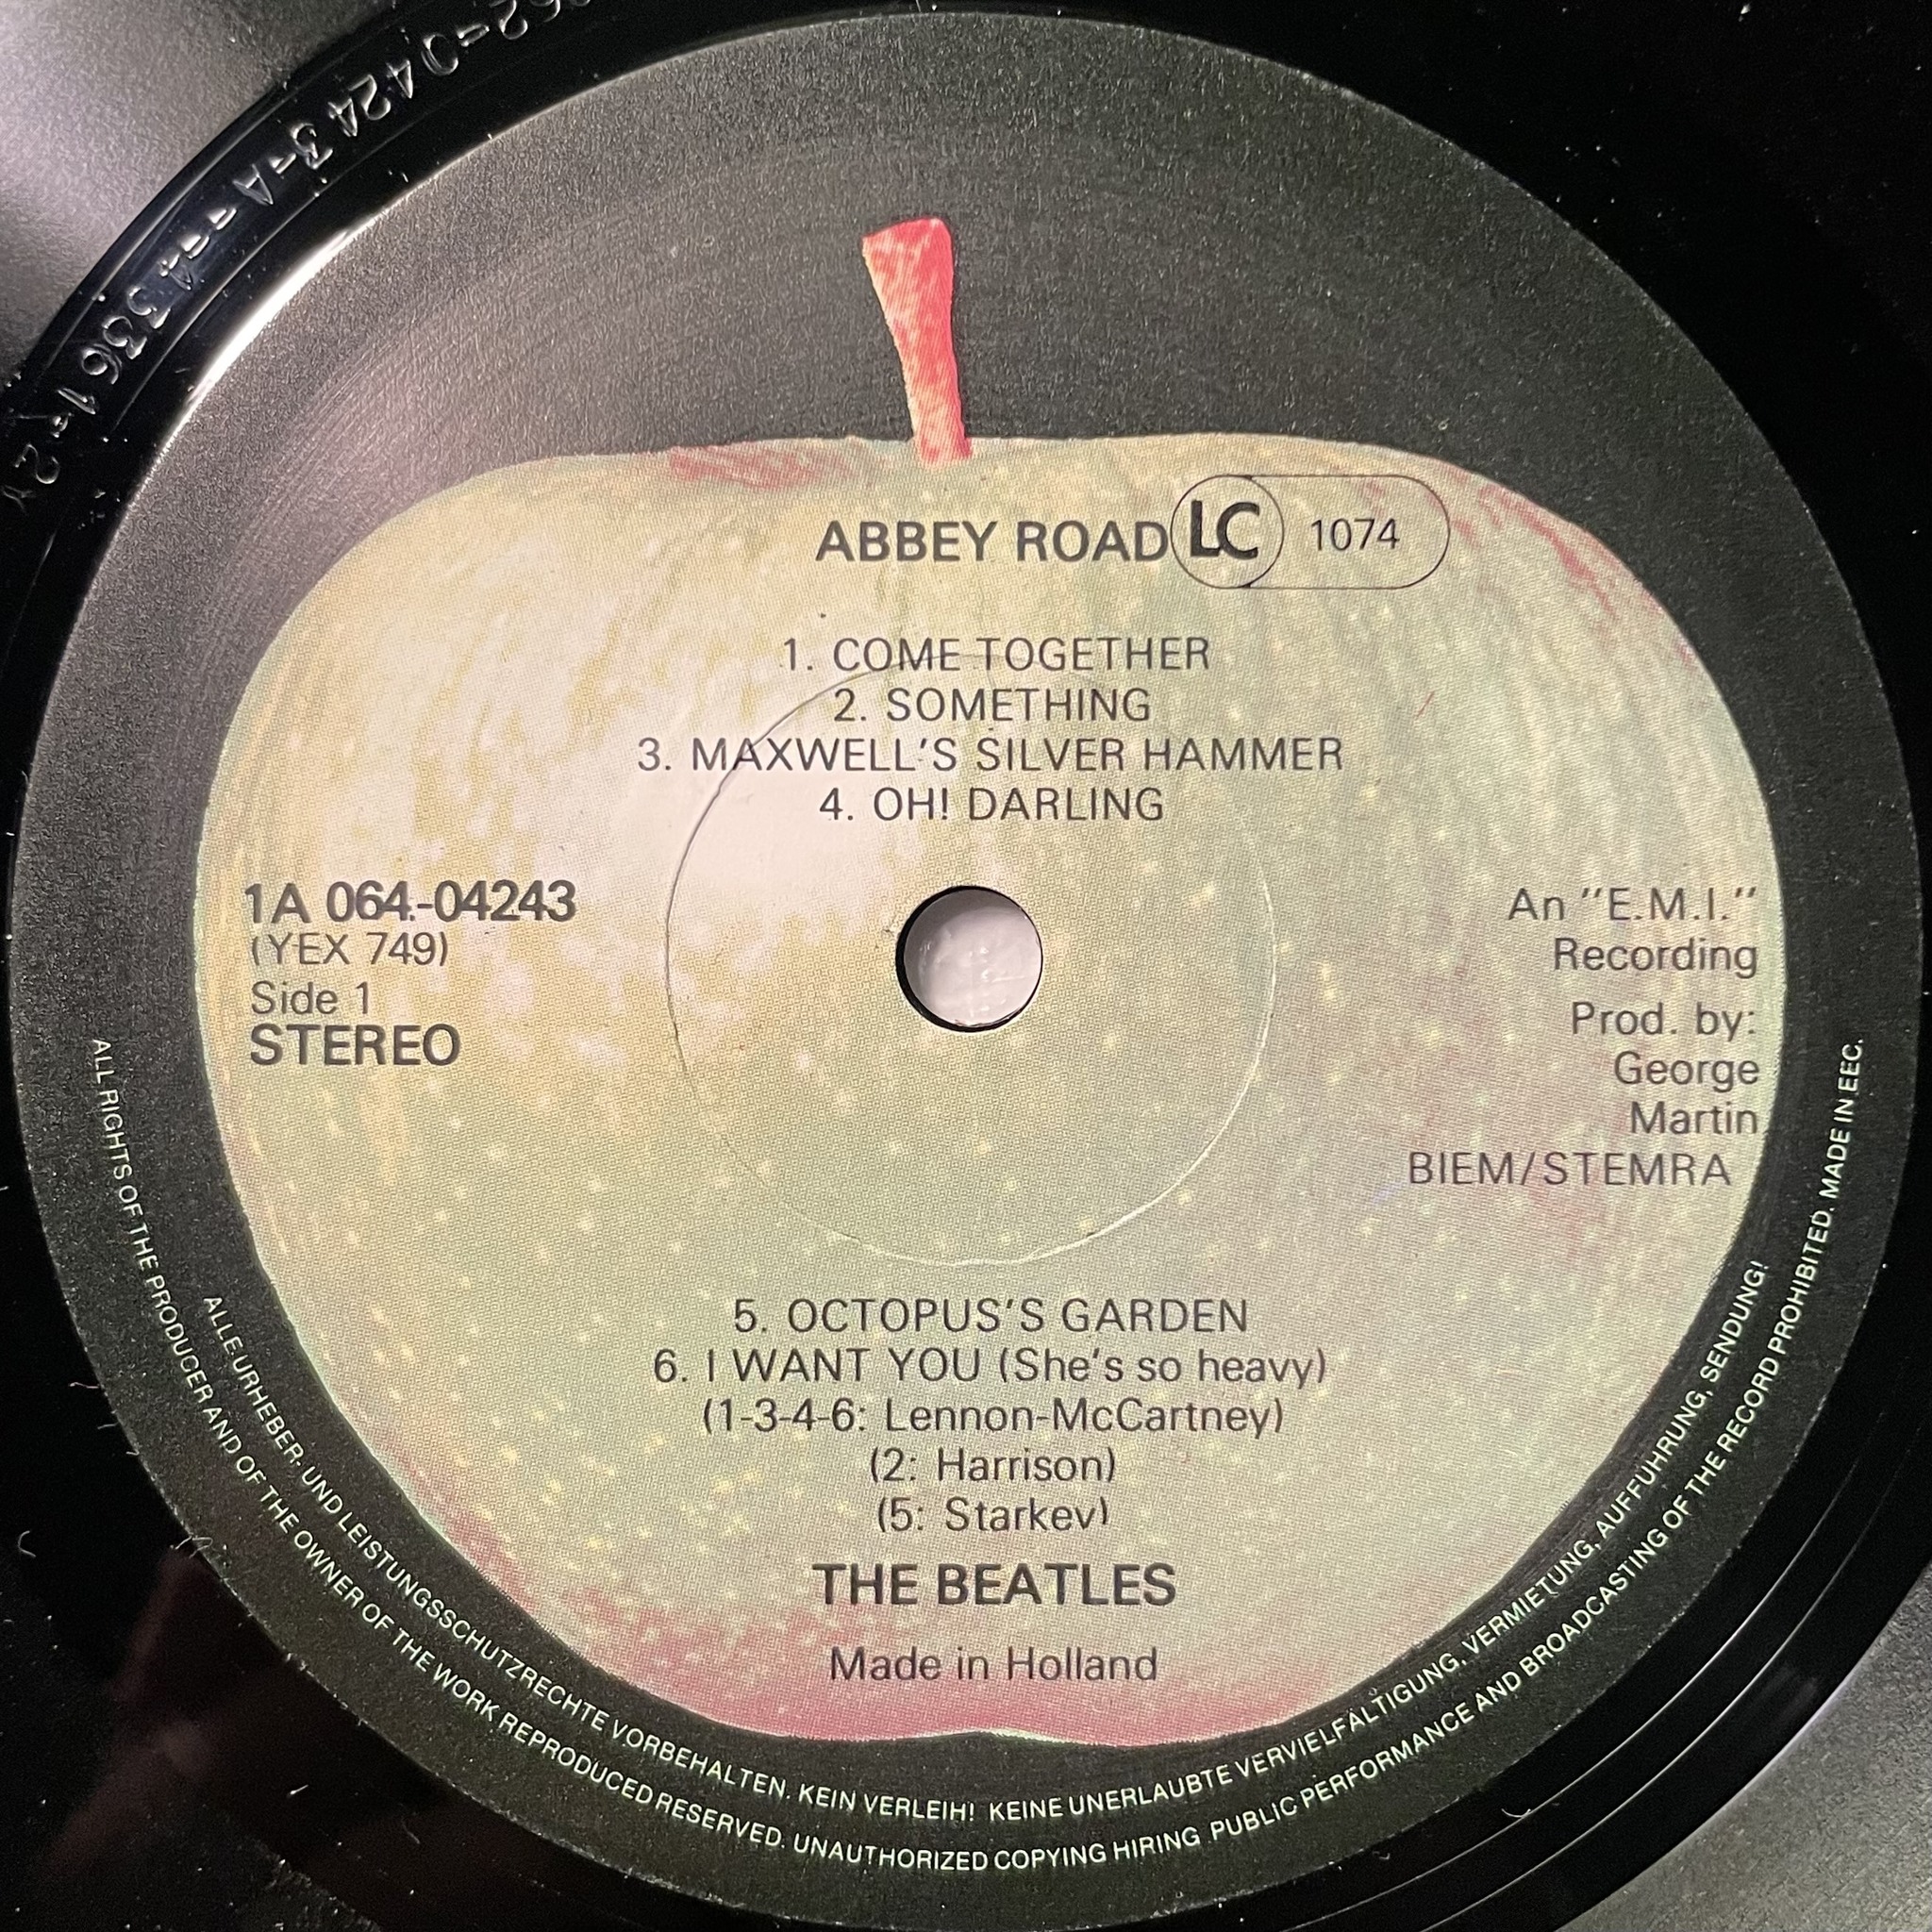 62-04243-A 443361-2Y
ABBEY ROAD LC 1074
1. COME TOGETHER
2. SOMETHING
3. MAXWELL'S SILVER HAMMER
4. OH! DARLING
1A 064-04243
(YEX 749)
Side 1
STEREO
An "E.M.I."
Recording
Prod. by:
George
Martin
BIEM/STEMRA
5. OCTOPUS'S GARDEN
6. I WANT YOU (She's so heavy)
(1-3-4-6: Lennon-McCartney)
(2: Harrison)
(5: Starkey)
THE BEATLES
Made in Holland
ALLE URHEBER- UND LEISTUNGSSCHUTZRECHTE VORBEHALTEN. KEIN VERLEIH! KEINE UNERLAUBTE VERVIELFÄLTIGUNG, VERMIETUNG, AUFFÜHRUNG, SENDUNG!
ALL RIGHTS OF THE PRODUCER AND OF THE OWNER OF THE WORK REPRODUCED RESERVED. UNAUTHORIZED COPYING HIRING PUBLIC PERFORMANCE AND BROADCASTING OF THE RECORD PROHIBITED. MADE IN EEC.